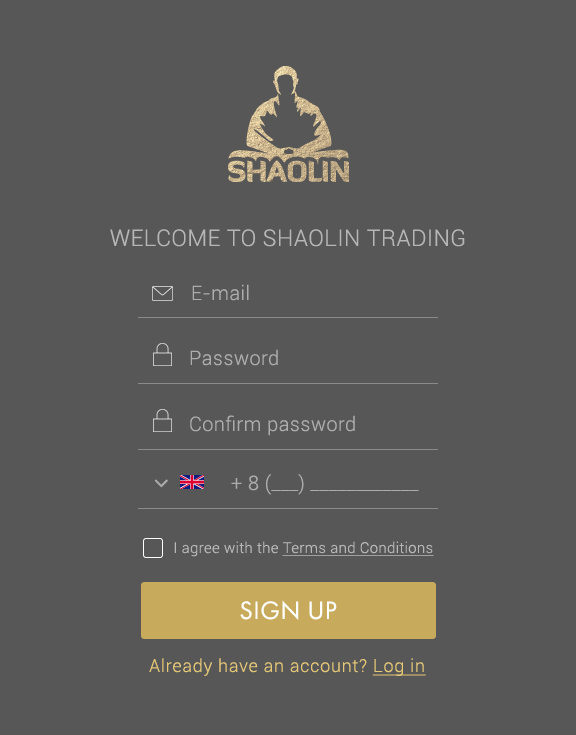 SHAOLIN
WELCOME TO SHAOLIN TRADING
E-mail
Password
Confirm password
+ 8 (___) ____________
I agree with the Terms and Conditions
SIGN UP
Already have an account? Log in